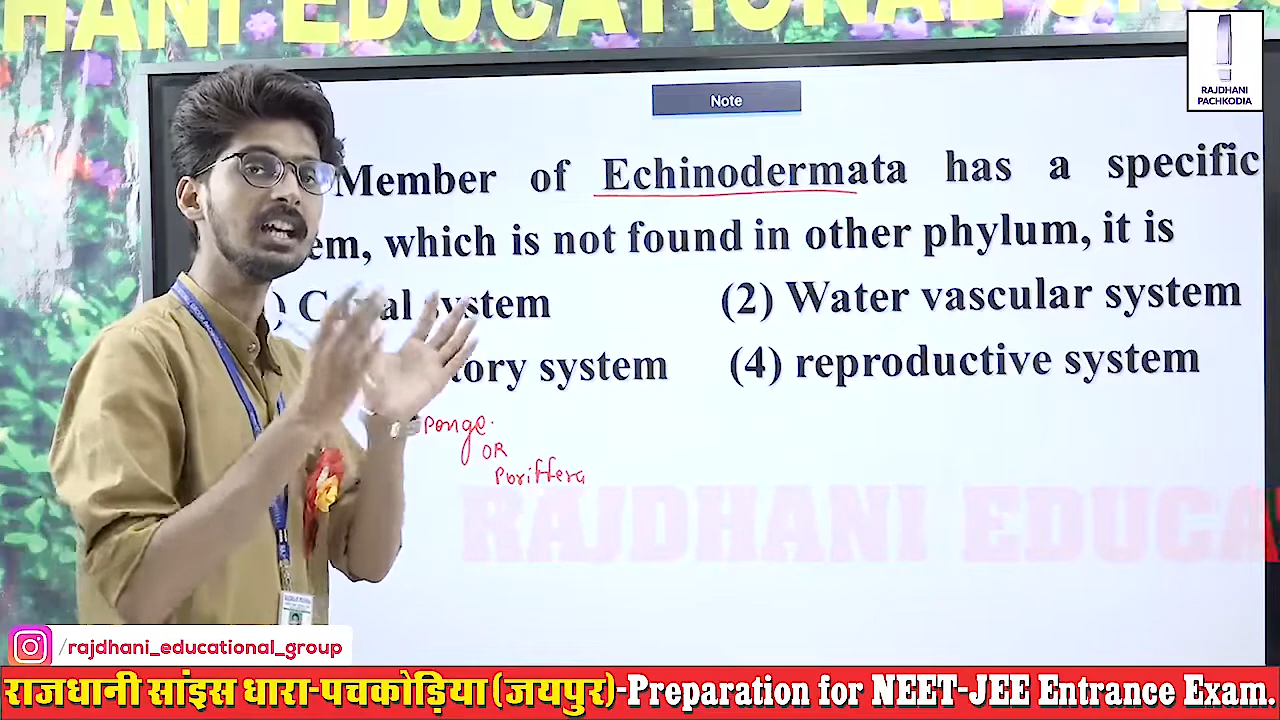 HANI EDUCATIONAL
RAJDHANI
PACHKODIA
Note
Member of Echinodermata has a specific
em, which is not found in other phylum, it is
system (2) Water vascular system
tory system (4) reproductive system
ponge.
OR
Poriffera
RAJDHANI EDUCA
/rajdhani_educational_group
राजधानी सांइस धारा-पचकोड़िया (जयपुर)-Preparation for NEET-JEE Entrance Exam.